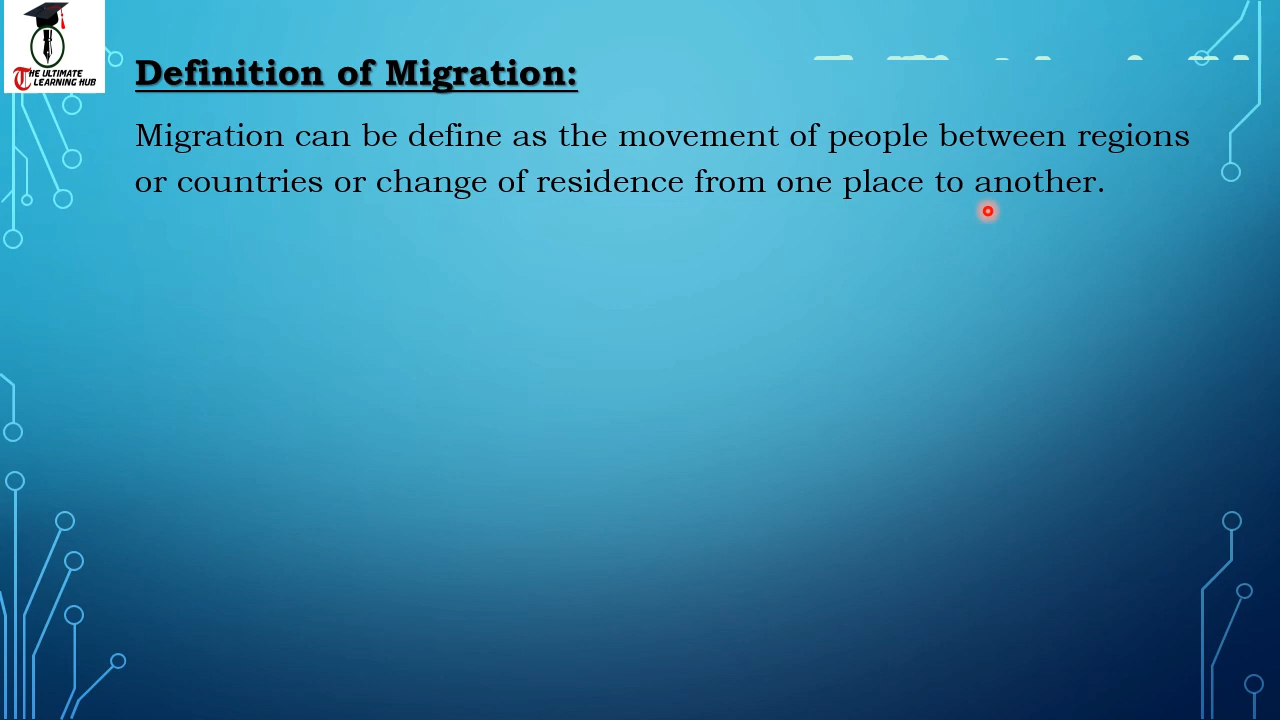 THE ULTIMATE
LEARNING HUB
Definition of Migration:
Migration can be define as the movement of people between regions
or countries or change of residence from one place to another.